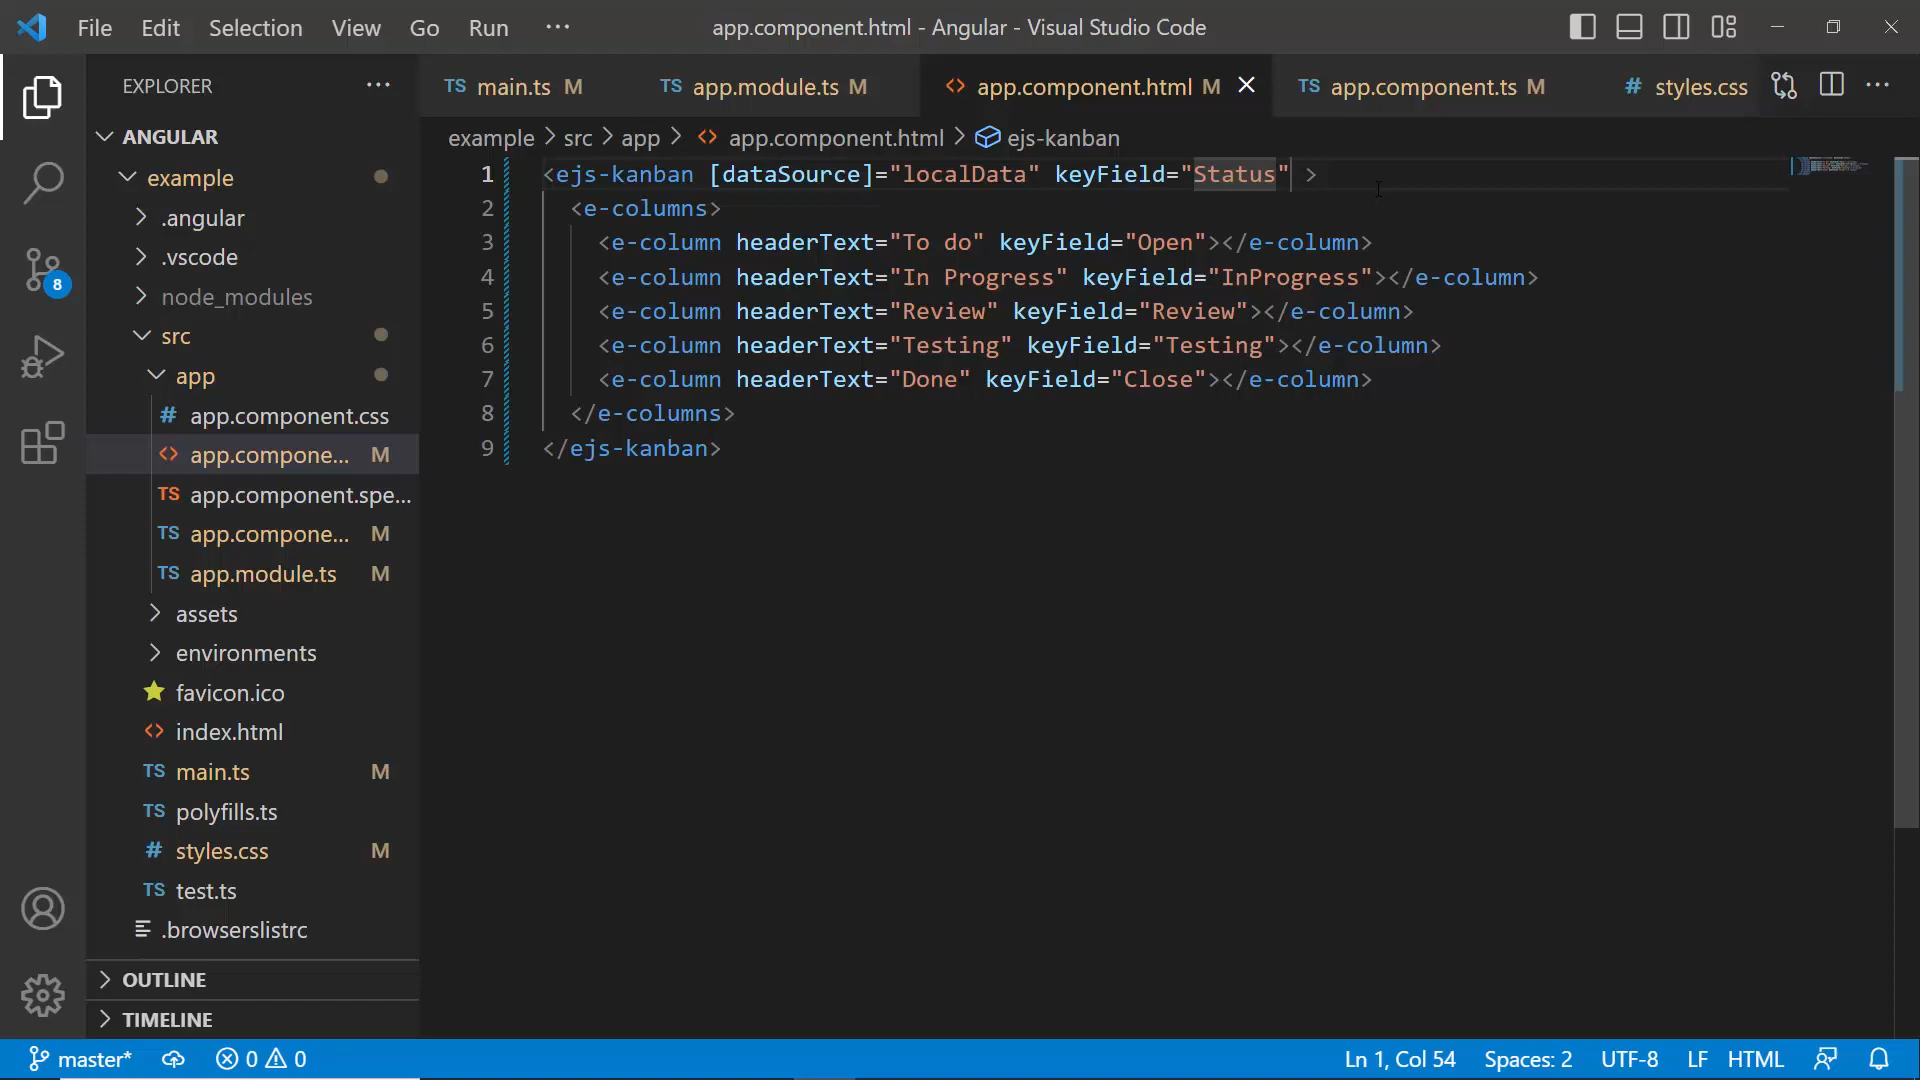 File Edit Selection View Go Run ··· app.component.html - Angular - Visual Studio Code
EXPLORER ···
TS main.ts M TS app.module.ts M <> app.component.html M TS app.component.ts M # styles.css ···
example > src > app > <> app.component.html > ejs-kanban
ANGULAR
example
.angular
.vscode
node_modules
src
app
# app.component.css
<> app.compone... M
TS app.component.spe...
TS app.compone... M
TS app.module.ts M
assets
environments
favicon.ico
<> index.html
TS main.ts M
TS polyfills.ts
# styles.css M
TS test.ts
.browserslistrc
OUTLINE
TIMELINE
8
1 <ejs-kanban [dataSource]="localData" keyField="Status" >
2 <e-columns>
3 <e-column headerText="To do" keyField="Open"></e-column>
4 <e-column headerText="In Progress" keyField="InProgress"></e-column>
5 <e-column headerText="Review" keyField="Review"></e-column>
6 <e-column headerText="Testing" keyField="Testing"></e-column>
7 <e-column headerText="Done" keyField="Close"></e-column>
8 </e-columns>
9 </ejs-kanban>
master* 0 0 Ln 1, Col 54 Spaces: 2 UTF-8 LF HTML